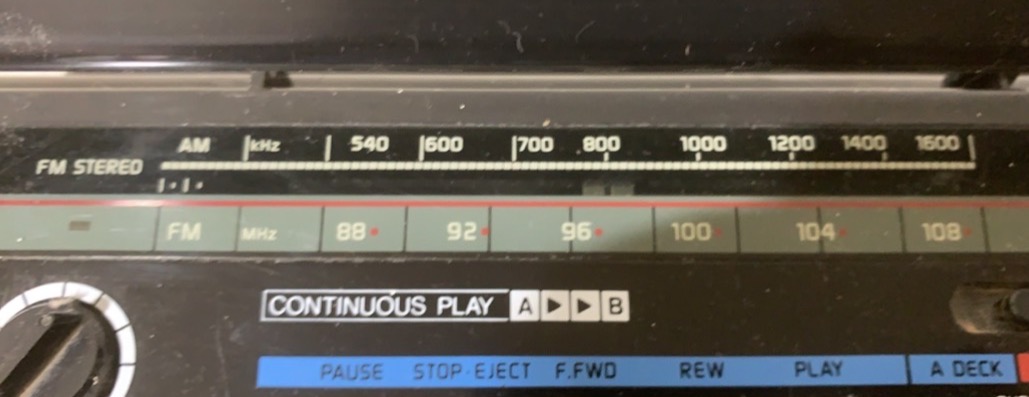 AM kHz 540 600 700 800 1000 1200 1400 1600
FM STEREO
FM MHz 88 92 96 100 104 108
CONTINUOUS PLAY A ▶ ▶ B
PAUSE STOP·EJECT F.FWD REW PLAY A DECK